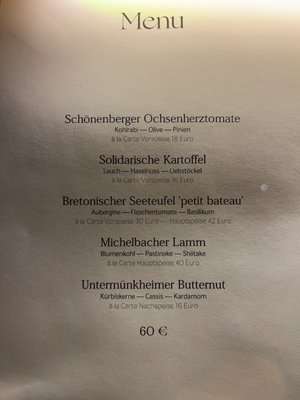 Menu
Schönenberger Ochsenherztomate
Kohlrabi — Olive — Pinien
à la Carte Vorspeise 18 Euro
Solidarische Kartoffel
Lauch — Haselnuss — Liebstöckel
à la Carte Vorspeise 16 Euro
Bretonischer Seeteufel 'petit bateau'
Aubergine — Flaschentomate — Basilikum
à la Carte Vorspeise 30 Euro — Hauptspeise 42 Euro
Michelbacher Lamm
Blumenkohl — Pastinake — Shiitake
à la Carte Hauptspeise 40 Euro
Untermünkheimer Butternut
Kürbiskerne — Cassis — Kardamom
à la Carte Nachspeise 16 Euro
60 €